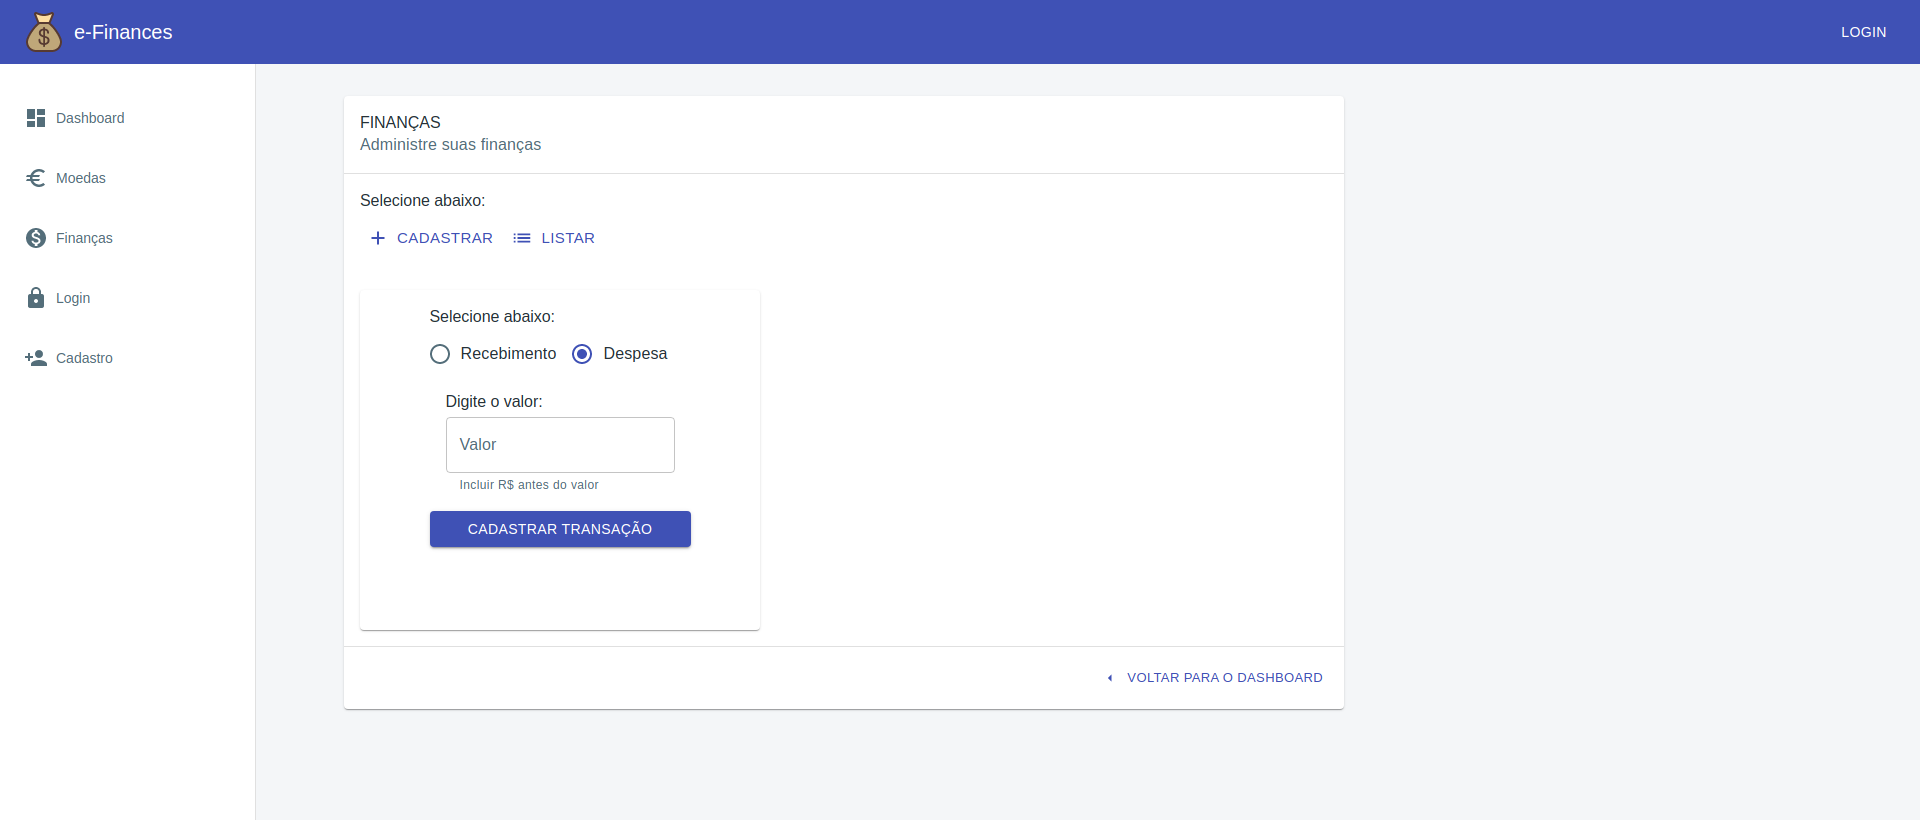 e-Finances
LOGIN
Dashboard
Moedas
Finanças
Login
Cadastro
FINANÇAS
Administre suas finanças
Selecione abaixo:
CADASTRAR LISTAR
Selecione abaixo:
Recebimento Despesa
Digite o valor:
Valor
Incluir R$ antes do valor
CADASTRAR TRANSAÇÃO
VOLTAR PARA O DASHBOARD